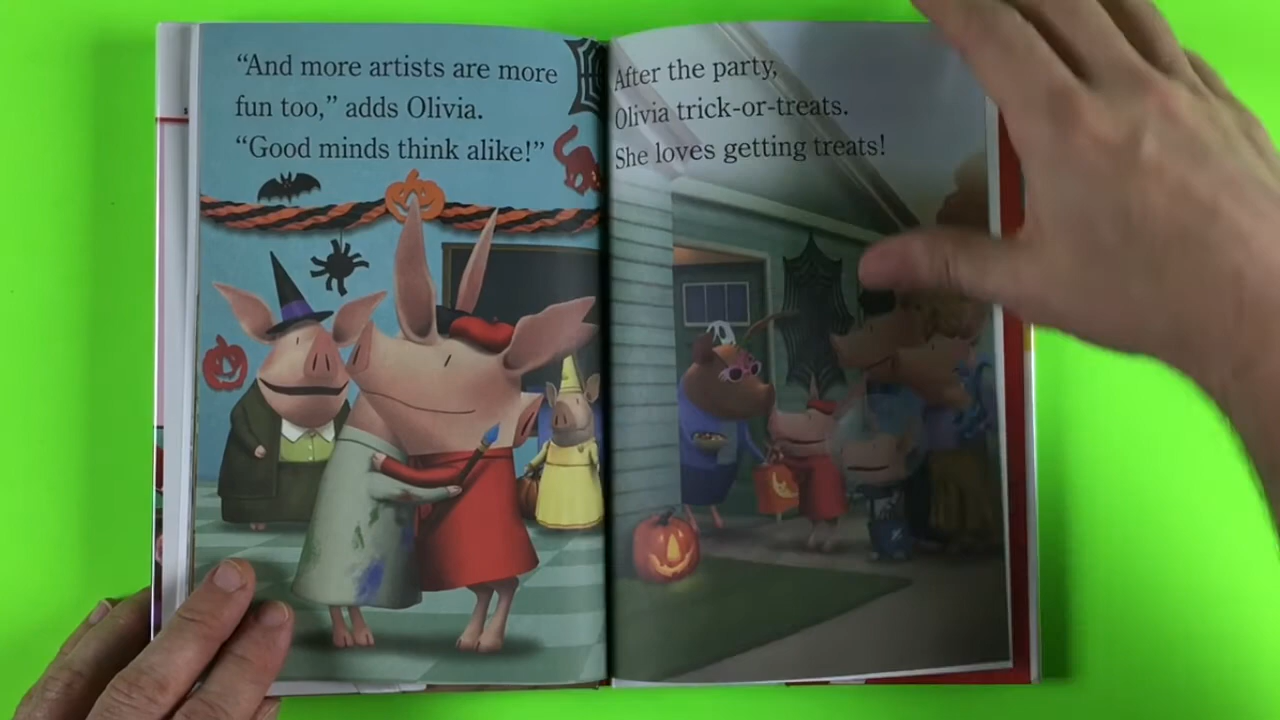 “And more artists are more
fun too,” adds Olivia.
“Good minds think alike!”
After the party,
Olivia trick-or-treats.
She loves getting treats!